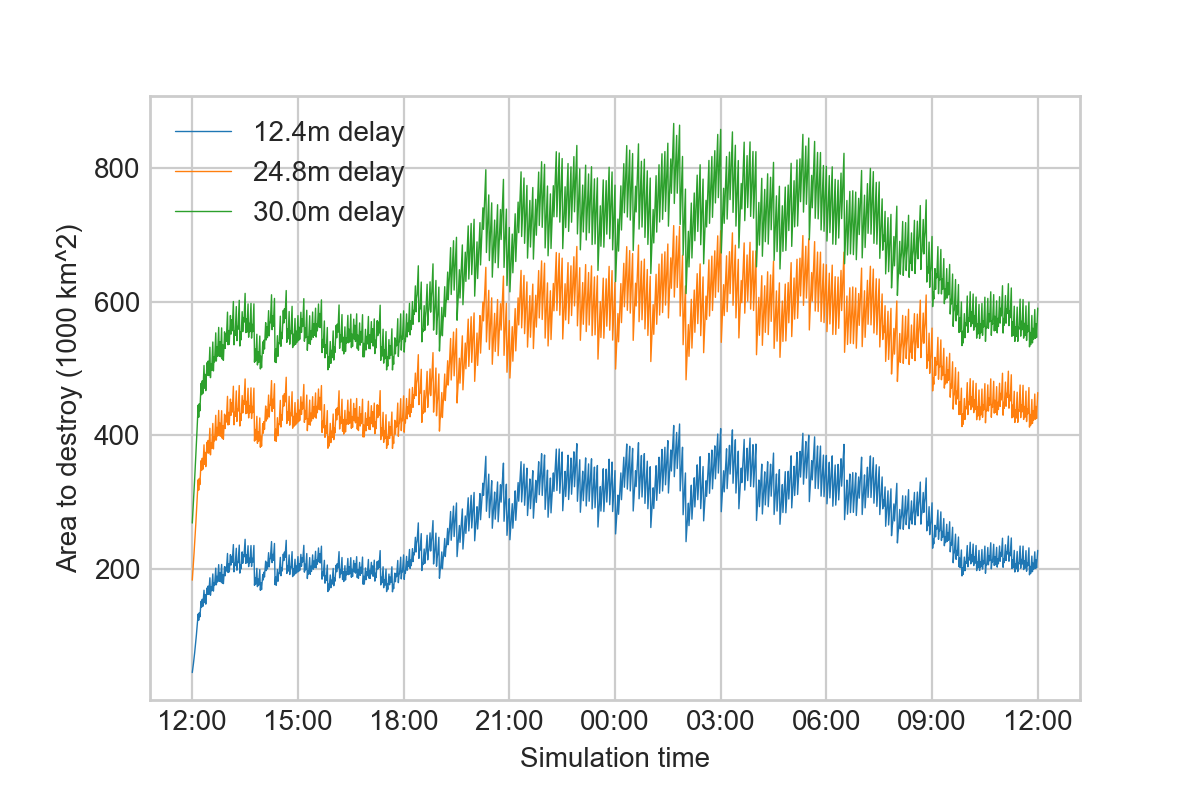 12.4m delay
24.8m delay
30.0m delay
800
600
400
200
Area to destroy (1000 km^2)
12:00 15:00 18:00 21:00 00:00 03:00 06:00 09:00 12:00
Simulation time